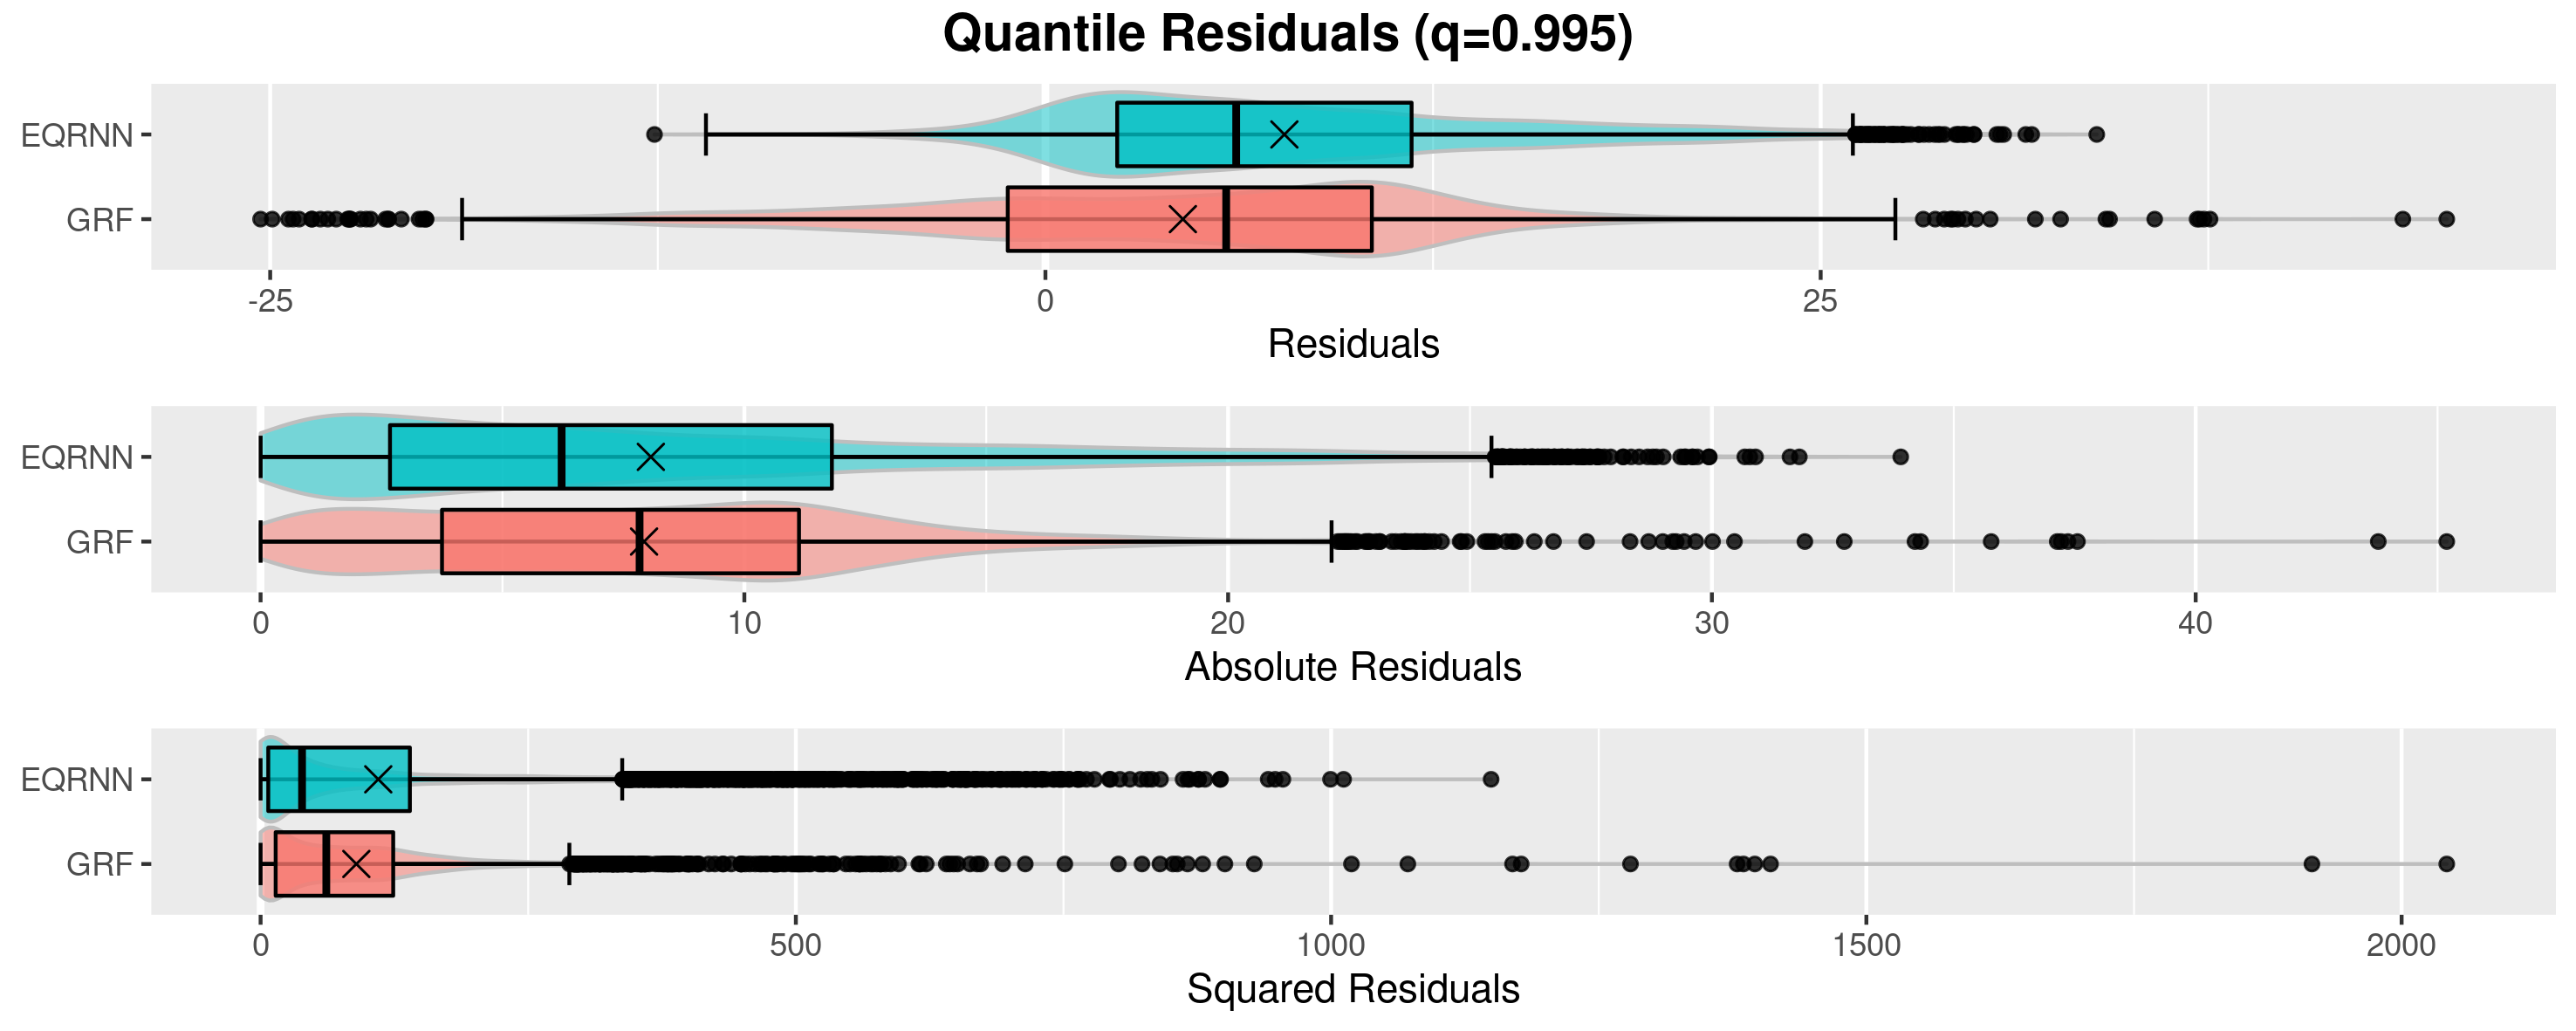 Quantile Residuals (q=0.995)
EQRNN
GRF
-25 0 25
Residuals
EQRNN
GRF
0 10 20 30 40
Absolute Residuals
EQRNN
GRF
0 500 1000 1500 2000
Squared Residuals